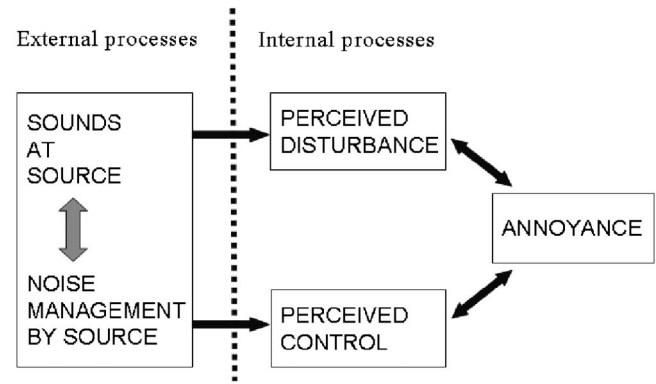 External processes
Internal processes
SOUNDS
AT
SOURCE
NOISE
MANAGEMENT
BY SOURCE
PERCEIVED
DISTURBANCE
PERCEIVED
CONTROL
ANNOYANCE